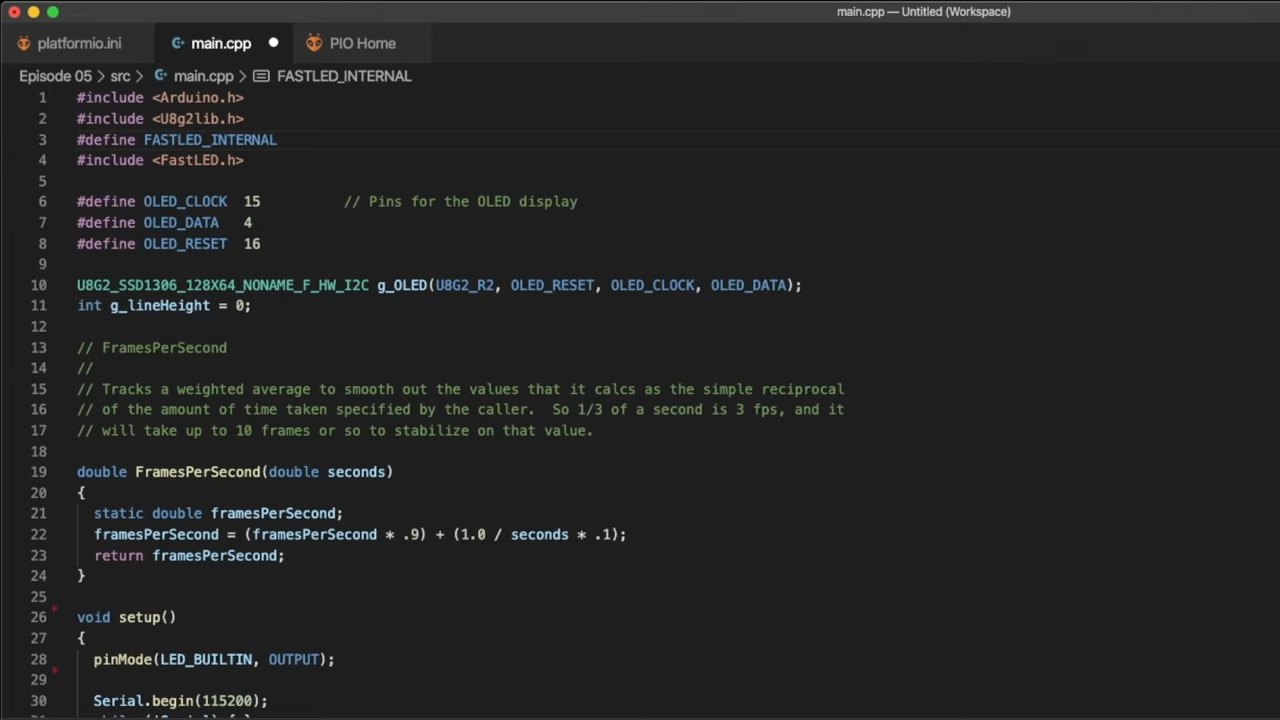 main.cpp — Untitled (Workspace)
platformio.ini main.cpp PIO Home
Episode 05 > src > main.cpp > FASTLED_INTERNAL
1 #include <Arduino.h>
2 #include <U8g2lib.h>
3 #define FASTLED_INTERNAL
4 #include <FastLED.h>
5
6 #define OLED_CLOCK  15          // Pins for the OLED display
7 #define OLED_DATA   4
8 #define OLED_RESET  16
9
10 U8G2_SSD1306_128X64_NONAME_F_HW_I2C g_OLED(U8G2_R2, OLED_RESET, OLED_CLOCK, OLED_DATA);
11 int g_lineHeight = 0;
12
13 // FramesPerSecond
14 //
15 // Tracks a weighted average to smooth out the values that it calcs as the simple reciprocal
16 // of the amount of time taken specified by the caller.  So 1/3 of a second is 3 fps, and it
17 // will take up to 10 frames or so to stabilize on that value.
18
19 double FramesPerSecond(double seconds)
20 {
21   static double framesPerSecond;
22   framesPerSecond = (framesPerSecond * .9) + (1.0 / seconds * .1);
23   return framesPerSecond;
24 }
25
26 void setup()
27 {
28   pinMode(LED_BUILTIN, OUTPUT);
29
30   Serial.begin(115200);